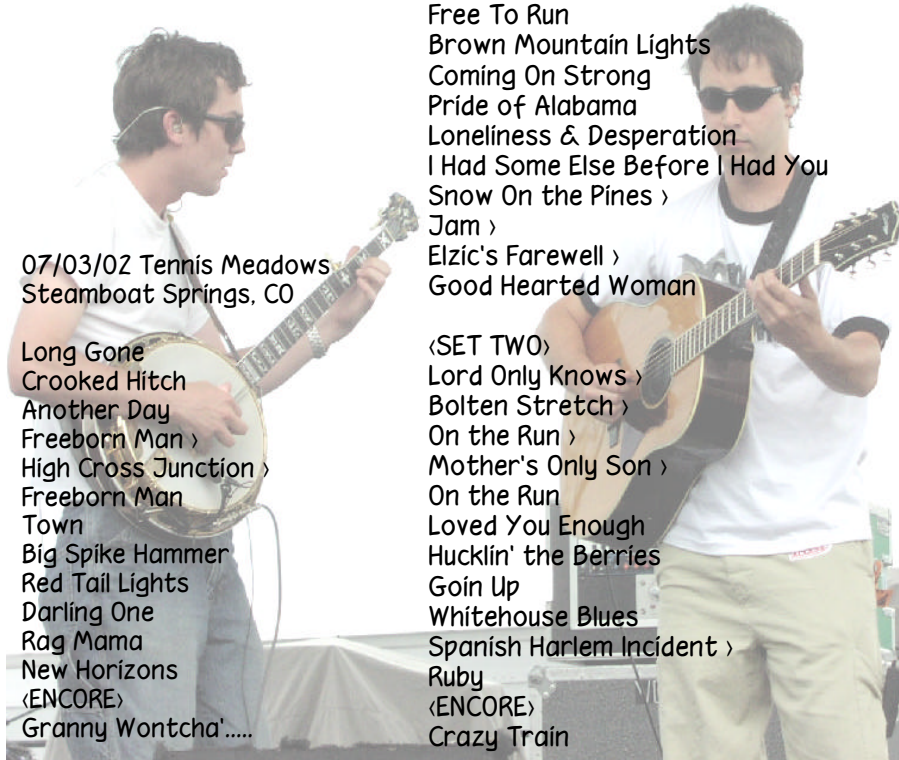 07/03/02 Tennis Meadows
Steamboat Springs, CO
Long Gone
Crooked Hitch
Another Day
Freeborn Man ›
High Cross Junction ›
Freeborn Man
Town
Big Spike Hammer
Red Tail Lights
Darling One
Rag Mama
New Horizons
‹ENCORE›
Granny Wontcha'.....
Free To Run
Brown Mountain Lights
Coming On Strong
Pride of Alabama
Loneliness & Desperation
I Had Some Else Before I Had You
Snow On the Pines ›
Jam ›
Elzic's Farewell ›
Good Hearted Woman
‹SET TWO›
Lord Only Knows ›
Bolten Stretch ›
On the Run ›
Mother's Only Son ›
On the Run
Loved You Enough
Hucklin' the Berries
Goin Up
Whitehouse Blues
Spanish Harlem Incident ›
Ruby
‹ENCORE›
Crazy Train